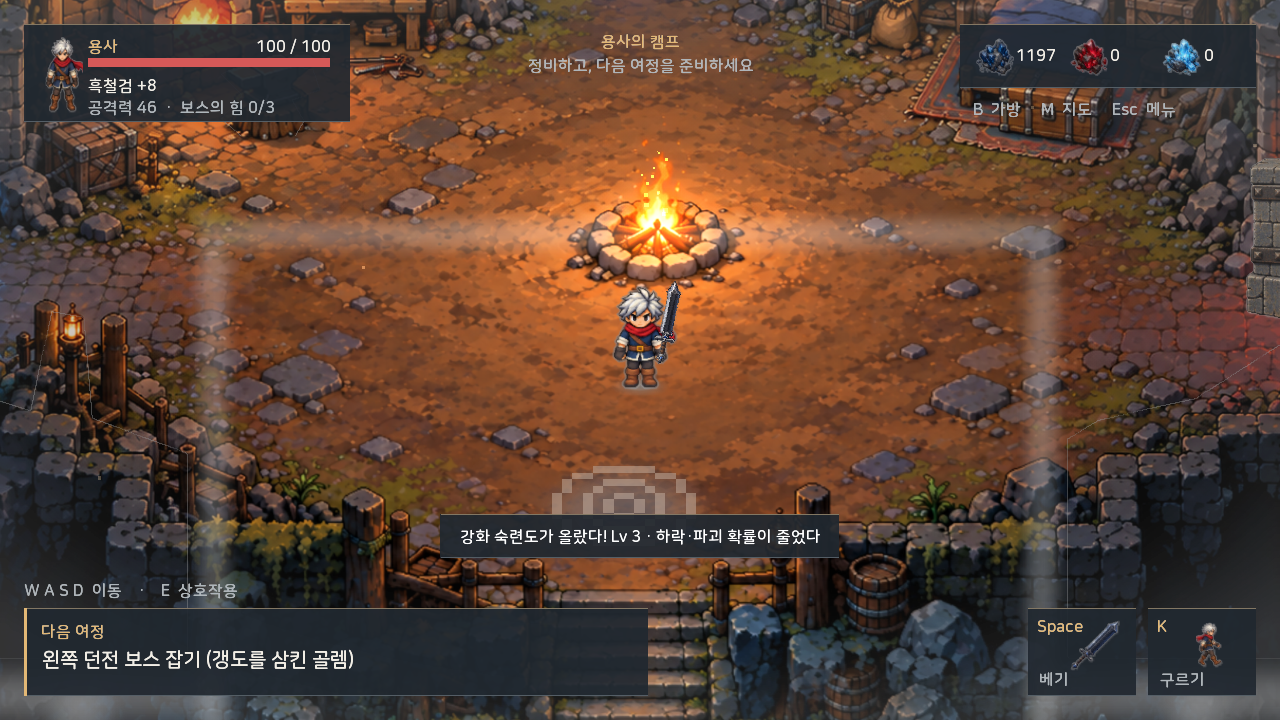 용사 100 / 100
흑철검 +8
공격력 46 · 보스의 힘 0/3
용사의 캠프
정비하고, 다음 여정을 준비하세요
1197 0 0
B 가방 M 지도 Esc 메뉴
강화 숙련도가 올랐다! Lv 3 · 하락·파괴 확률이 줄었다
W A S D 이동 · E 상호작용
다음 여정
왼쪽 던전 보스 잡기 (갱도를 삼킨 골렘)
Space
베기
K
구르기